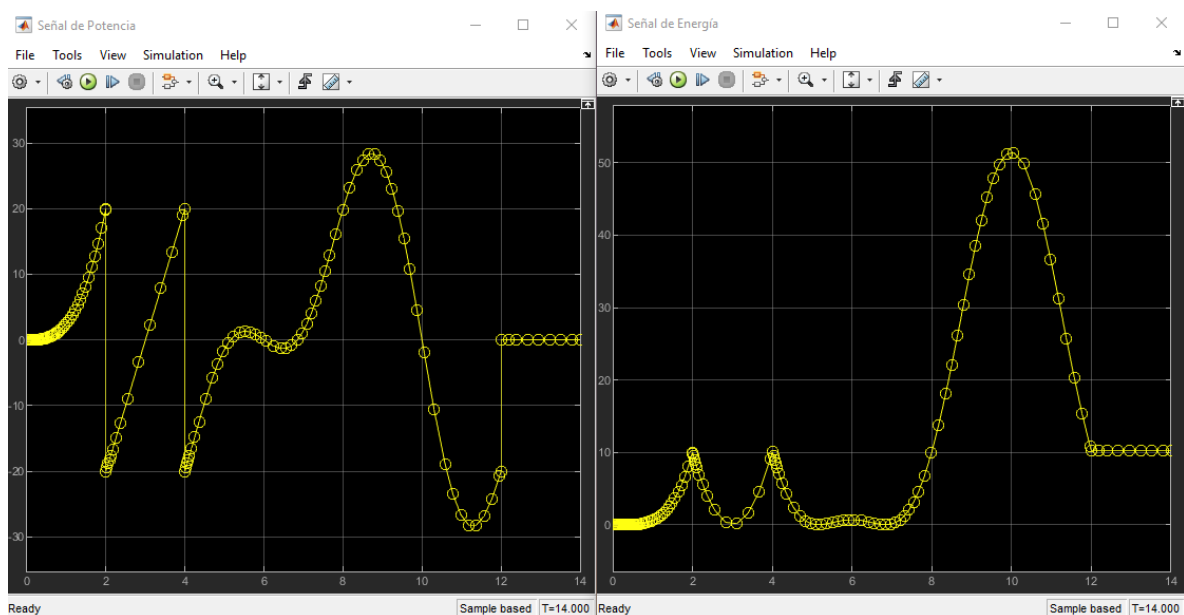 Señal de Potencia
File Tools View Simulation Help
30
20
10
0
-10
-20
-30
0 2 4 6 8 10 12 14
Ready Sample based T=14.000
Señal de Energía
File Tools View Simulation Help
50
40
30
20
10
0
0 2 4 6 8 10 12 14
Ready Sample based T=14.000